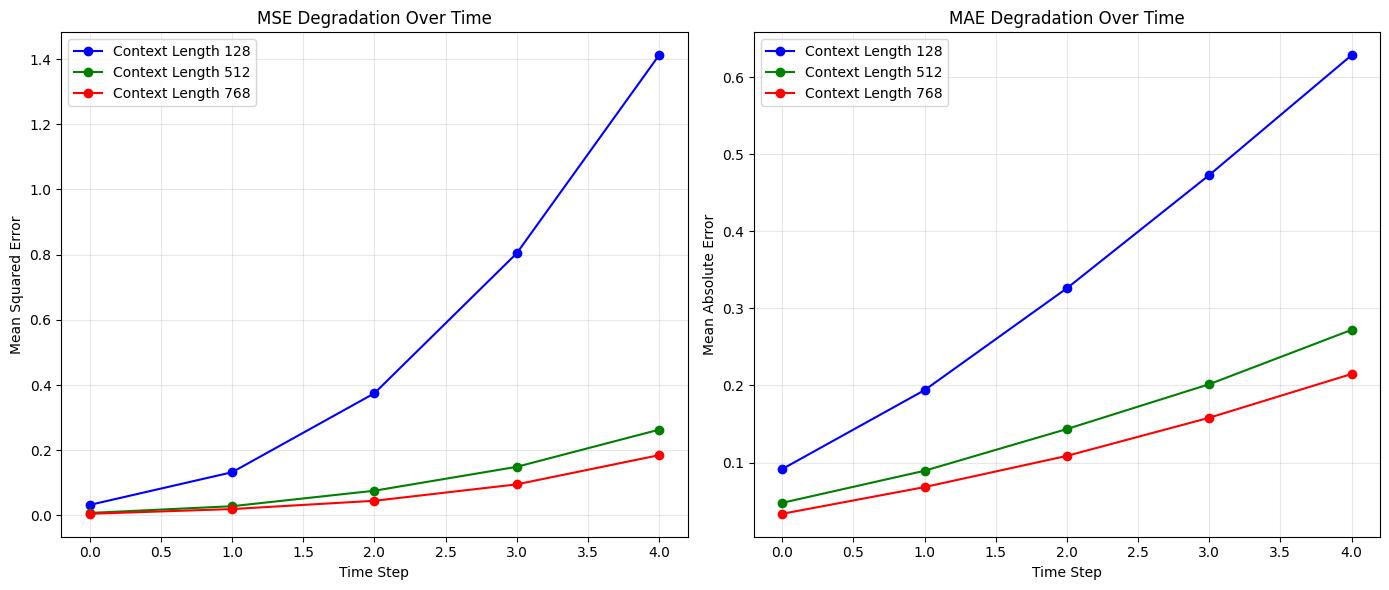 MSE Degradation Over Time
Context Length 128
Context Length 512
Context Length 768
Mean Squared Error
1.4
1.2
1.0
0.8
0.6
0.4
0.2
0.0
0.0 0.5 1.0 1.5 2.0 2.5 3.0 3.5 4.0
Time Step
MAE Degradation Over Time
Context Length 128
Context Length 512
Context Length 768
Mean Absolute Error
0.6
0.5
0.4
0.3
0.2
0.1
0.0 0.5 1.0 1.5 2.0 2.5 3.0 3.5 4.0
Time Step